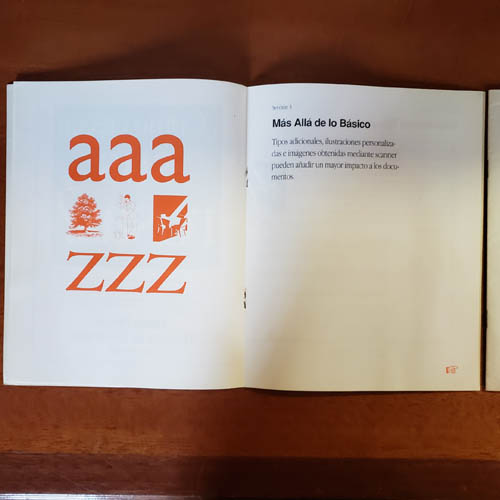 aaa
zzz
Sección 3
Más Allá de lo Básico
Tipos adicionales, ilustraciones personaliza-
das e imágenes obtenidas mediante scanner
pueden añadir un mayor impacto a los docu-
mentos